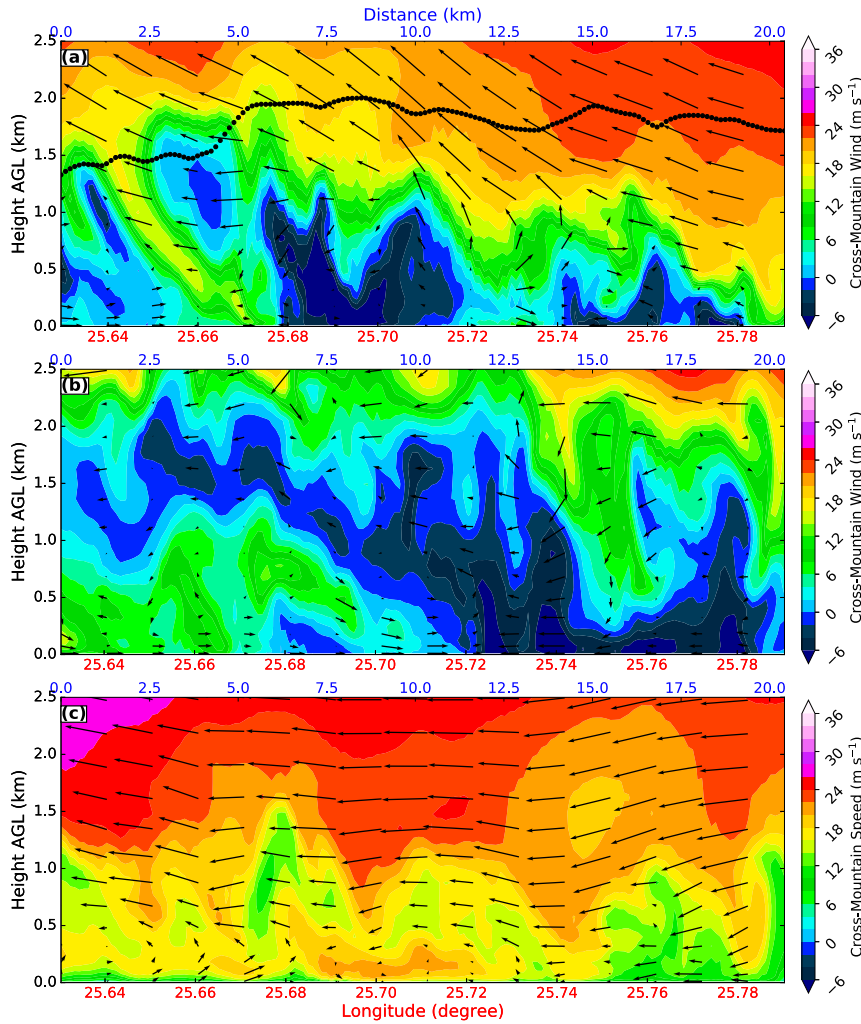 Distance (km)
0.0 2.5 5.0 7.5 10.0 12.5 15.0 17.5 20.0
(a)
Height AGL (km)
2.5
2.0
1.5
1.0
0.5
0.0
25.64 25.66 25.68 25.70 25.72 25.74 25.76 25.78
36
30
24
18
12
6
0
−6
Cross-Mountain Wind (m s⁻¹)
0.0 2.5 5.0 7.5 10.0 12.5 15.0 17.5 20.0
(b)
Height AGL (km)
2.5
2.0
1.5
1.0
0.5
0.0
25.64 25.66 25.68 25.70 25.72 25.74 25.76 25.78
36
30
24
18
12
6
0
−6
Cross-Mountain Wind (m s⁻¹)
0.0 2.5 5.0 7.5 10.0 12.5 15.0 17.5 20.0
(c)
Height AGL (km)
2.5
2.0
1.5
1.0
0.5
0.0
25.64 25.66 25.68 25.70 25.72 25.74 25.76 25.78
Longitude (degree)
36
30
24
18
12
6
0
−6
Cross-Mountain Speed (m s⁻¹)